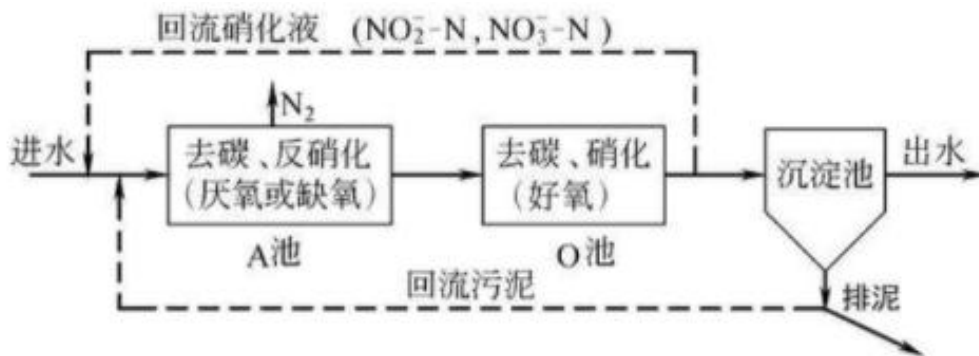 回流硝化液 (NO₂⁻-N, NO₃⁻-N)
N₂
进水
去碳、反硝化
(厌氧或缺氧)
去碳、硝化
(好氧)
沉淀池
出水
A池
O池
回流污泥
排泥